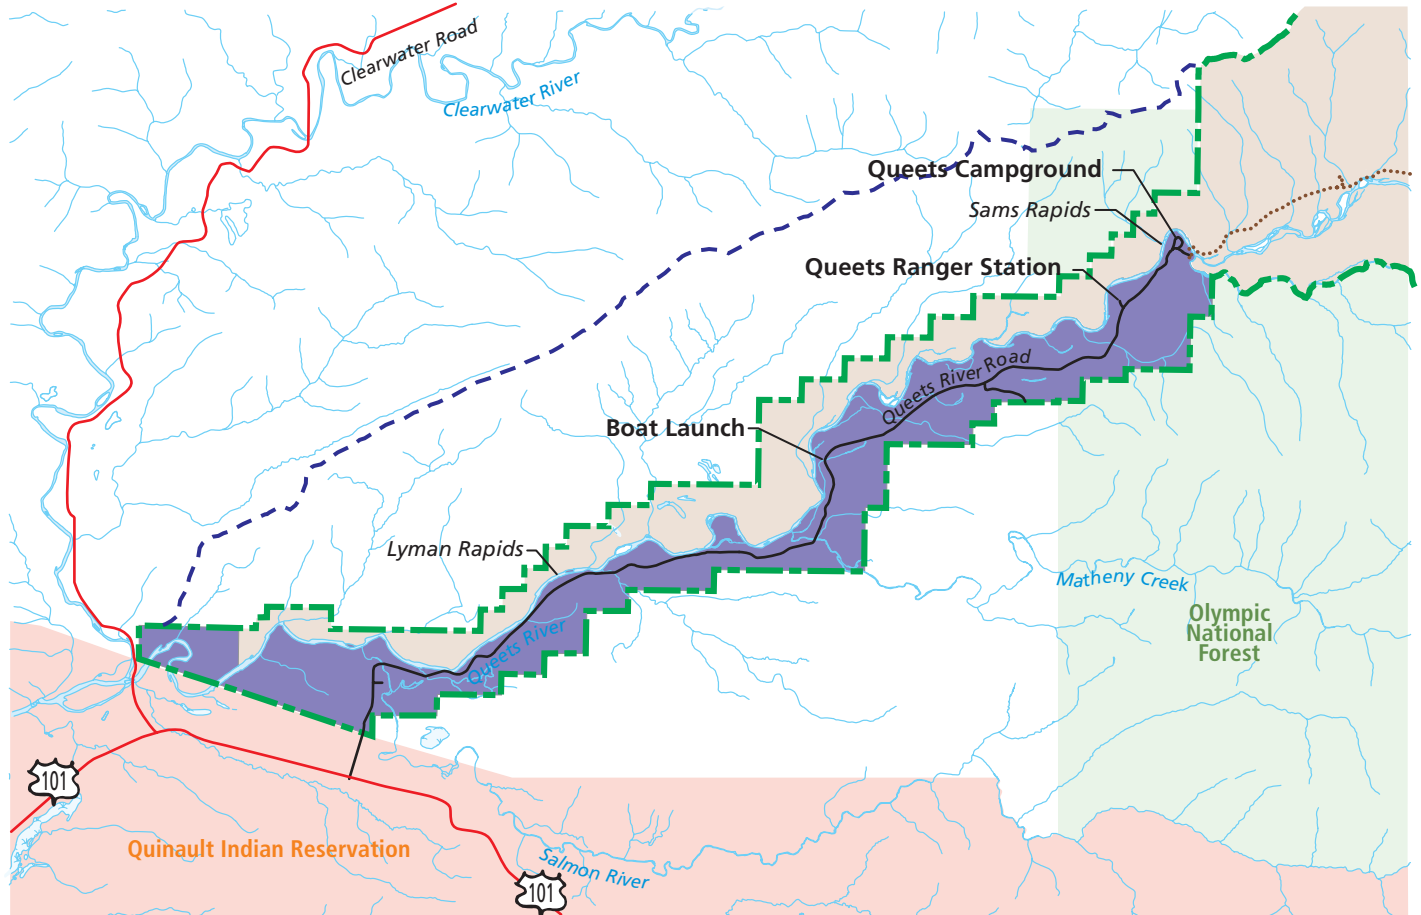 Clearwater Road
Clearwater River
Queets Campground
Sams Rapids
Queets Ranger Station
Queets River Road
Boat Launch
Lyman Rapids
Matheny Creek
Olympic
National
Forest
Queets River
101
Quinault Indian Reservation
Salmon River
101